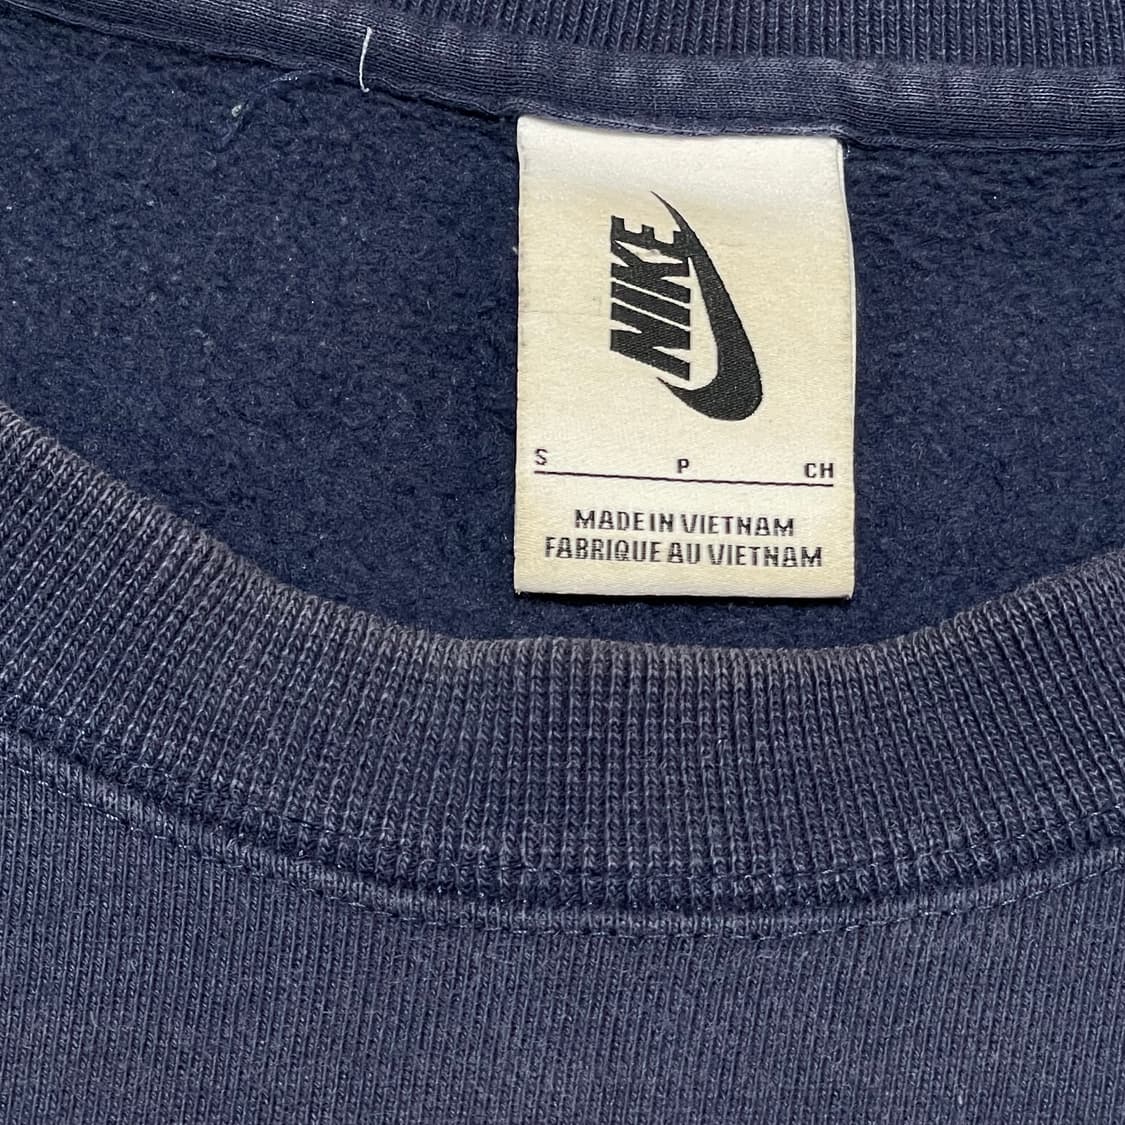 NIKE
S P CH
MADE IN VIETNAM
FABRIQUE AU VIETNAM